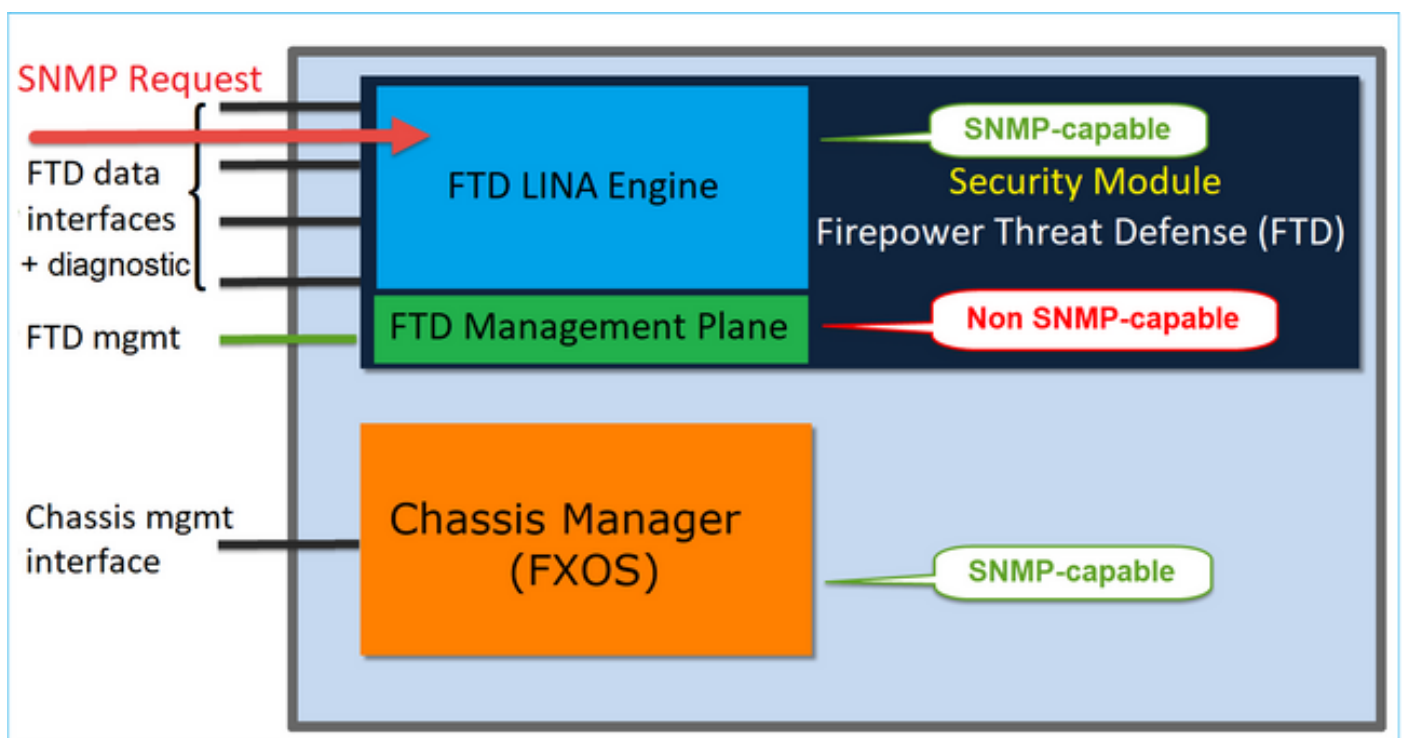 SNMP Request
FTD data
interfaces
+ diagnostic
FTD mgmt
Chassis mgmt
interface
FTD LINA Engine
FTD Management Plane
SNMP-capable
Security Module
Firepower Threat Defense (FTD)
Non SNMP-capable
Chassis Manager
(FXOS)
SNMP-capable